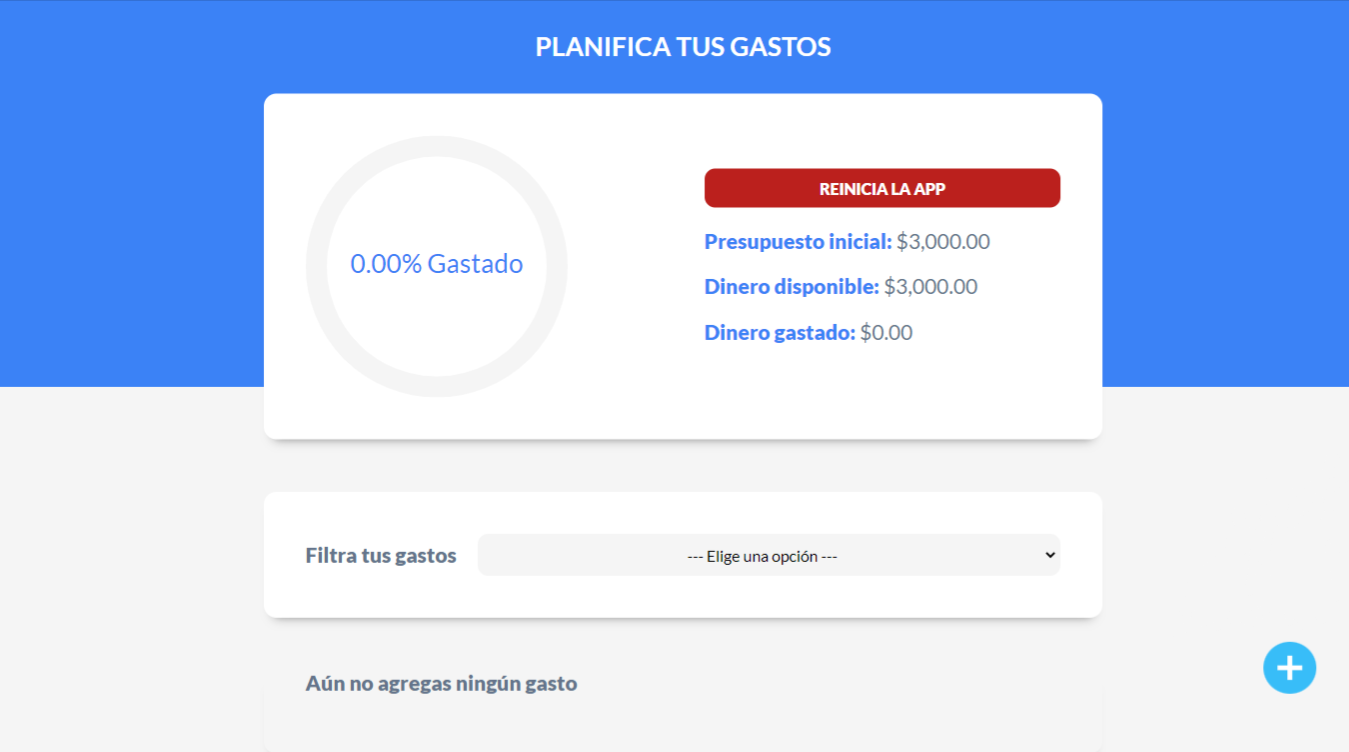 PLANIFICA TUS GASTOS
0.00% Gastado
REINICIA LA APP
Presupuesto inicial: $3,000.00
Dinero disponible: $3,000.00
Dinero gastado: $0.00
Filtra tus gastos
--- Elige una opción ---
Aún no agregas ningún gasto